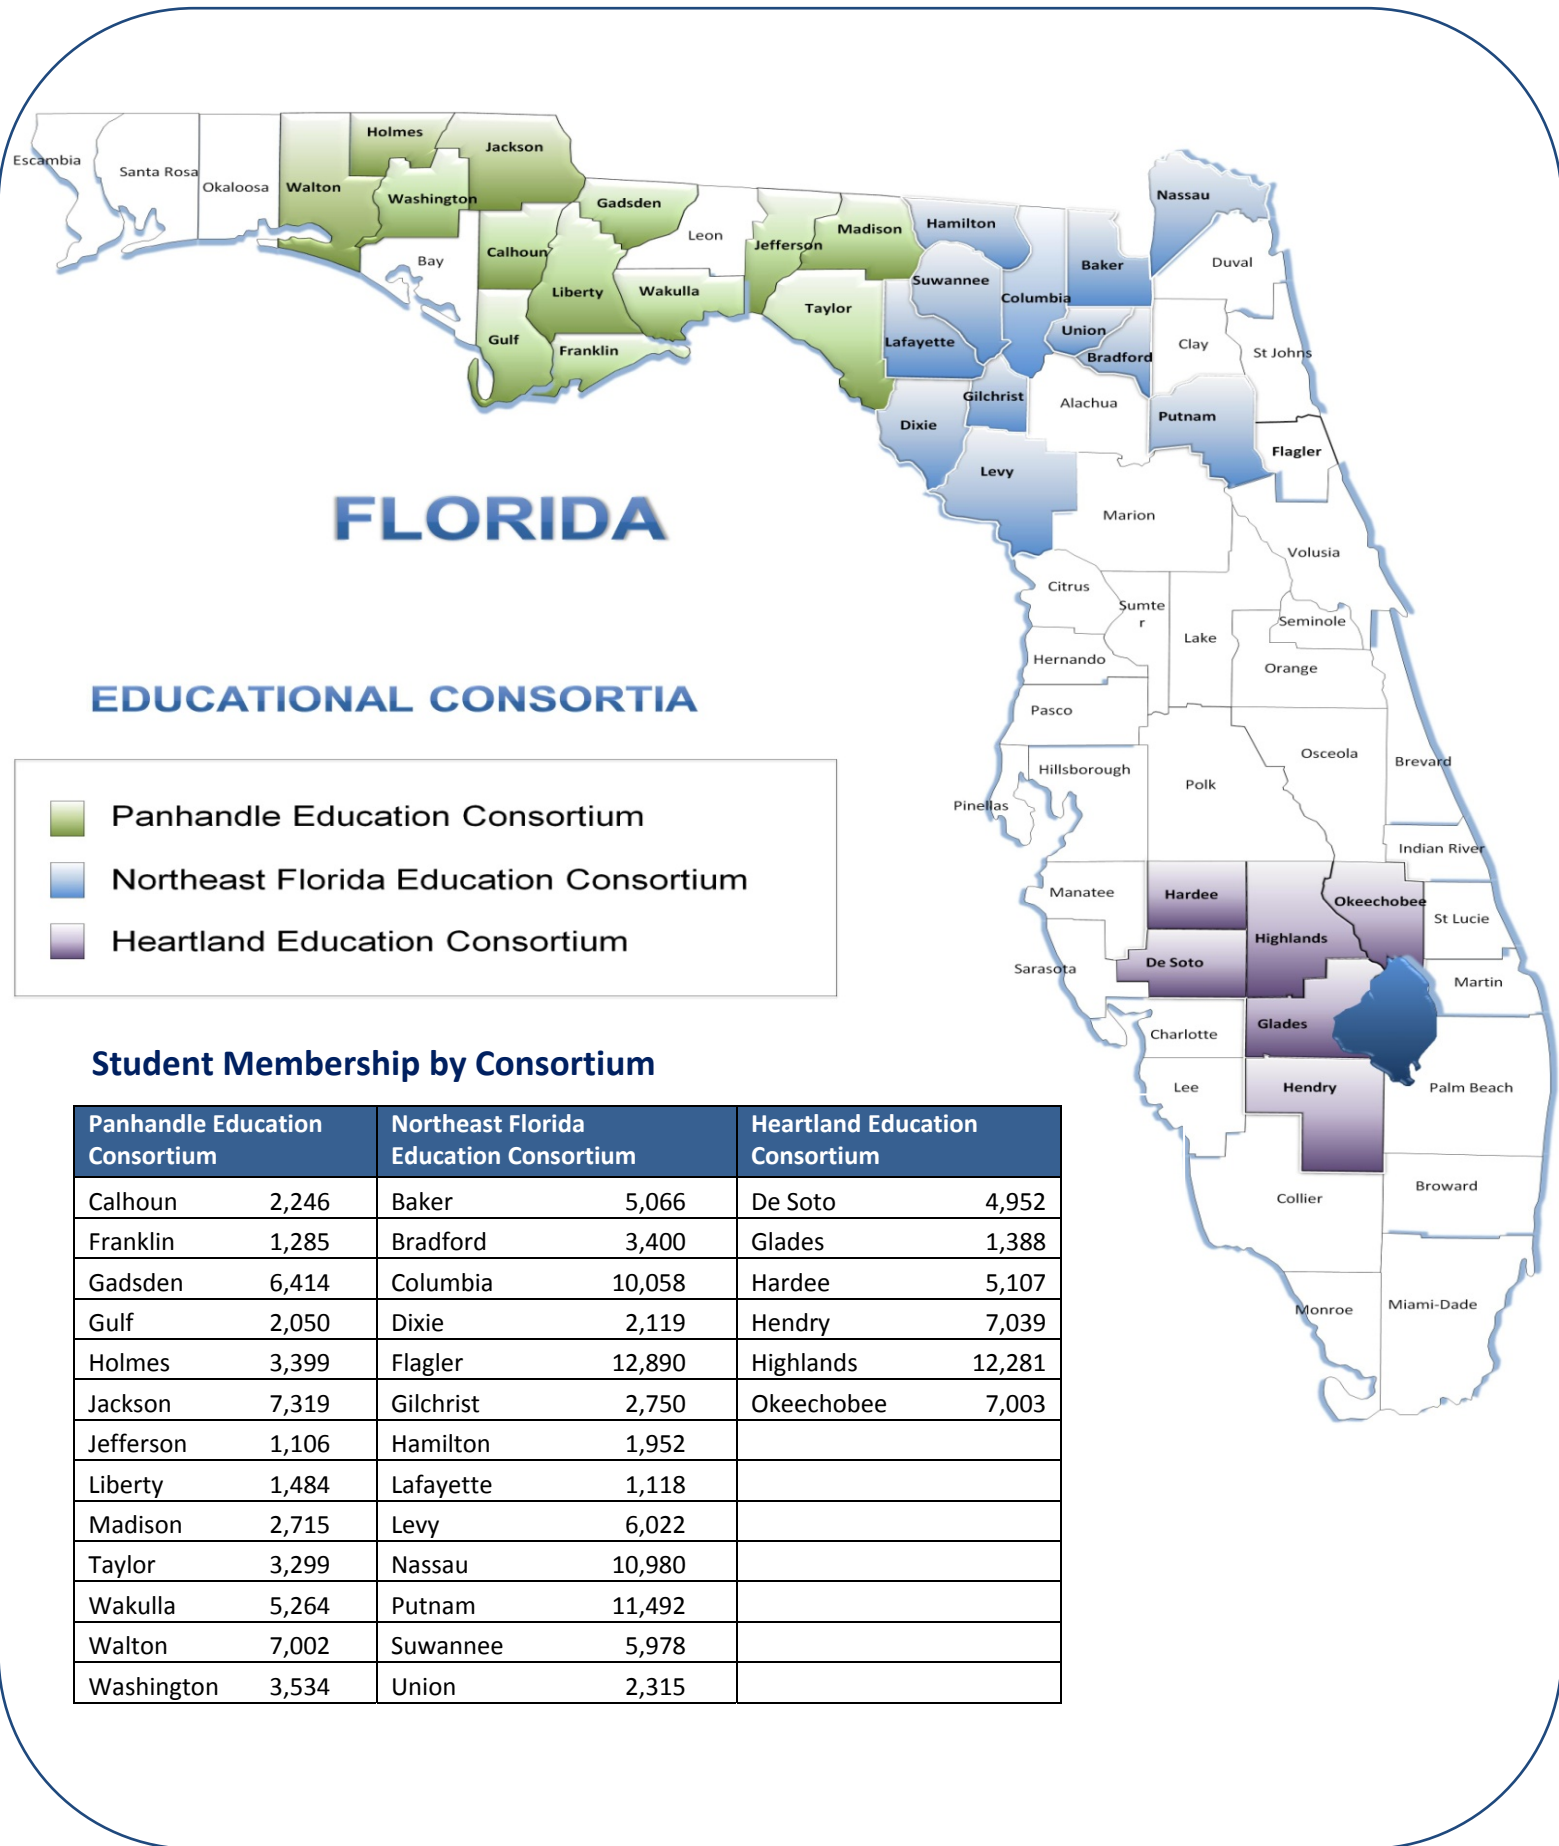 Holmes
Jackson
Escambia
Santa Rosa
Okaloosa
Walton
Washington
Gadsden
Nassau
Leon
Jefferson
Madison
Hamilton
Calhoun
Bay
Duval
Baker
Suwannee
Columbia
Liberty
Wakulla
Taylor
Union
Gulf
Franklin
Lafayette
Bradford
Clay
St Johns
Gilchrist
Alachua
Dixie
Putnam
Flagler
Levy
FLORIDA
Marion
Volusia
Citrus
Sumte
r
Seminole
Lake
Hernando
Orange
EDUCATIONAL CONSORTIA
Pasco
Osceola
Brevard
Hillsborough
Polk
Pinellas
Panhandle Education Consortium
Northeast Florida Education Consortium
Heartland Education Consortium
Indian River
Manatee
Hardee
Okeechobee
St Lucie
Highlands
Sarasota
De Soto
Martin
Glades
Charlotte
Lee
Hendry
Palm Beach
Collier
Broward
Monroe
Miami-Dade
Student Membership by Consortium
Panhandle Education Northeast Florida Heartland Education
Consortium Education Consortium Consortium
Calhoun 2,246 Baker 5,066 De Soto 4,952
Franklin 1,285 Bradford 3,400 Glades 1,388
Gadsden 6,414 Columbia 10,058 Hardee 5,107
Gulf 2,050 Dixie 2,119 Hendry 7,039
Holmes 3,399 Flagler 12,890 Highlands 12,281
Jackson 7,319 Gilchrist 2,750 Okeechobee 7,003
Jefferson 1,106 Hamilton 1,952
Liberty 1,484 Lafayette 1,118
Madison 2,715 Levy 6,022
Taylor 3,299 Nassau 10,980
Wakulla 5,264 Putnam 11,492
Walton 7,002 Suwannee 5,978
Washington 3,534 Union 2,315